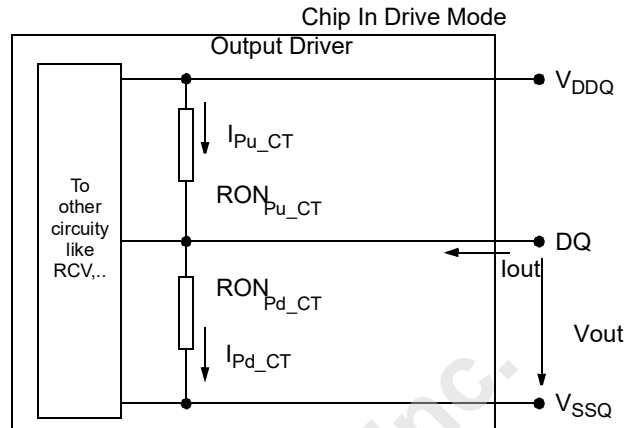 Chip In Drive Mode
Output Driver
VDDQ
IPu_CT
To
other
circuity
like
RCV,..
RONPu_CT
DQ
Iout
RONPd_CT
Vout
IPd_CT
VSSQ
inc.